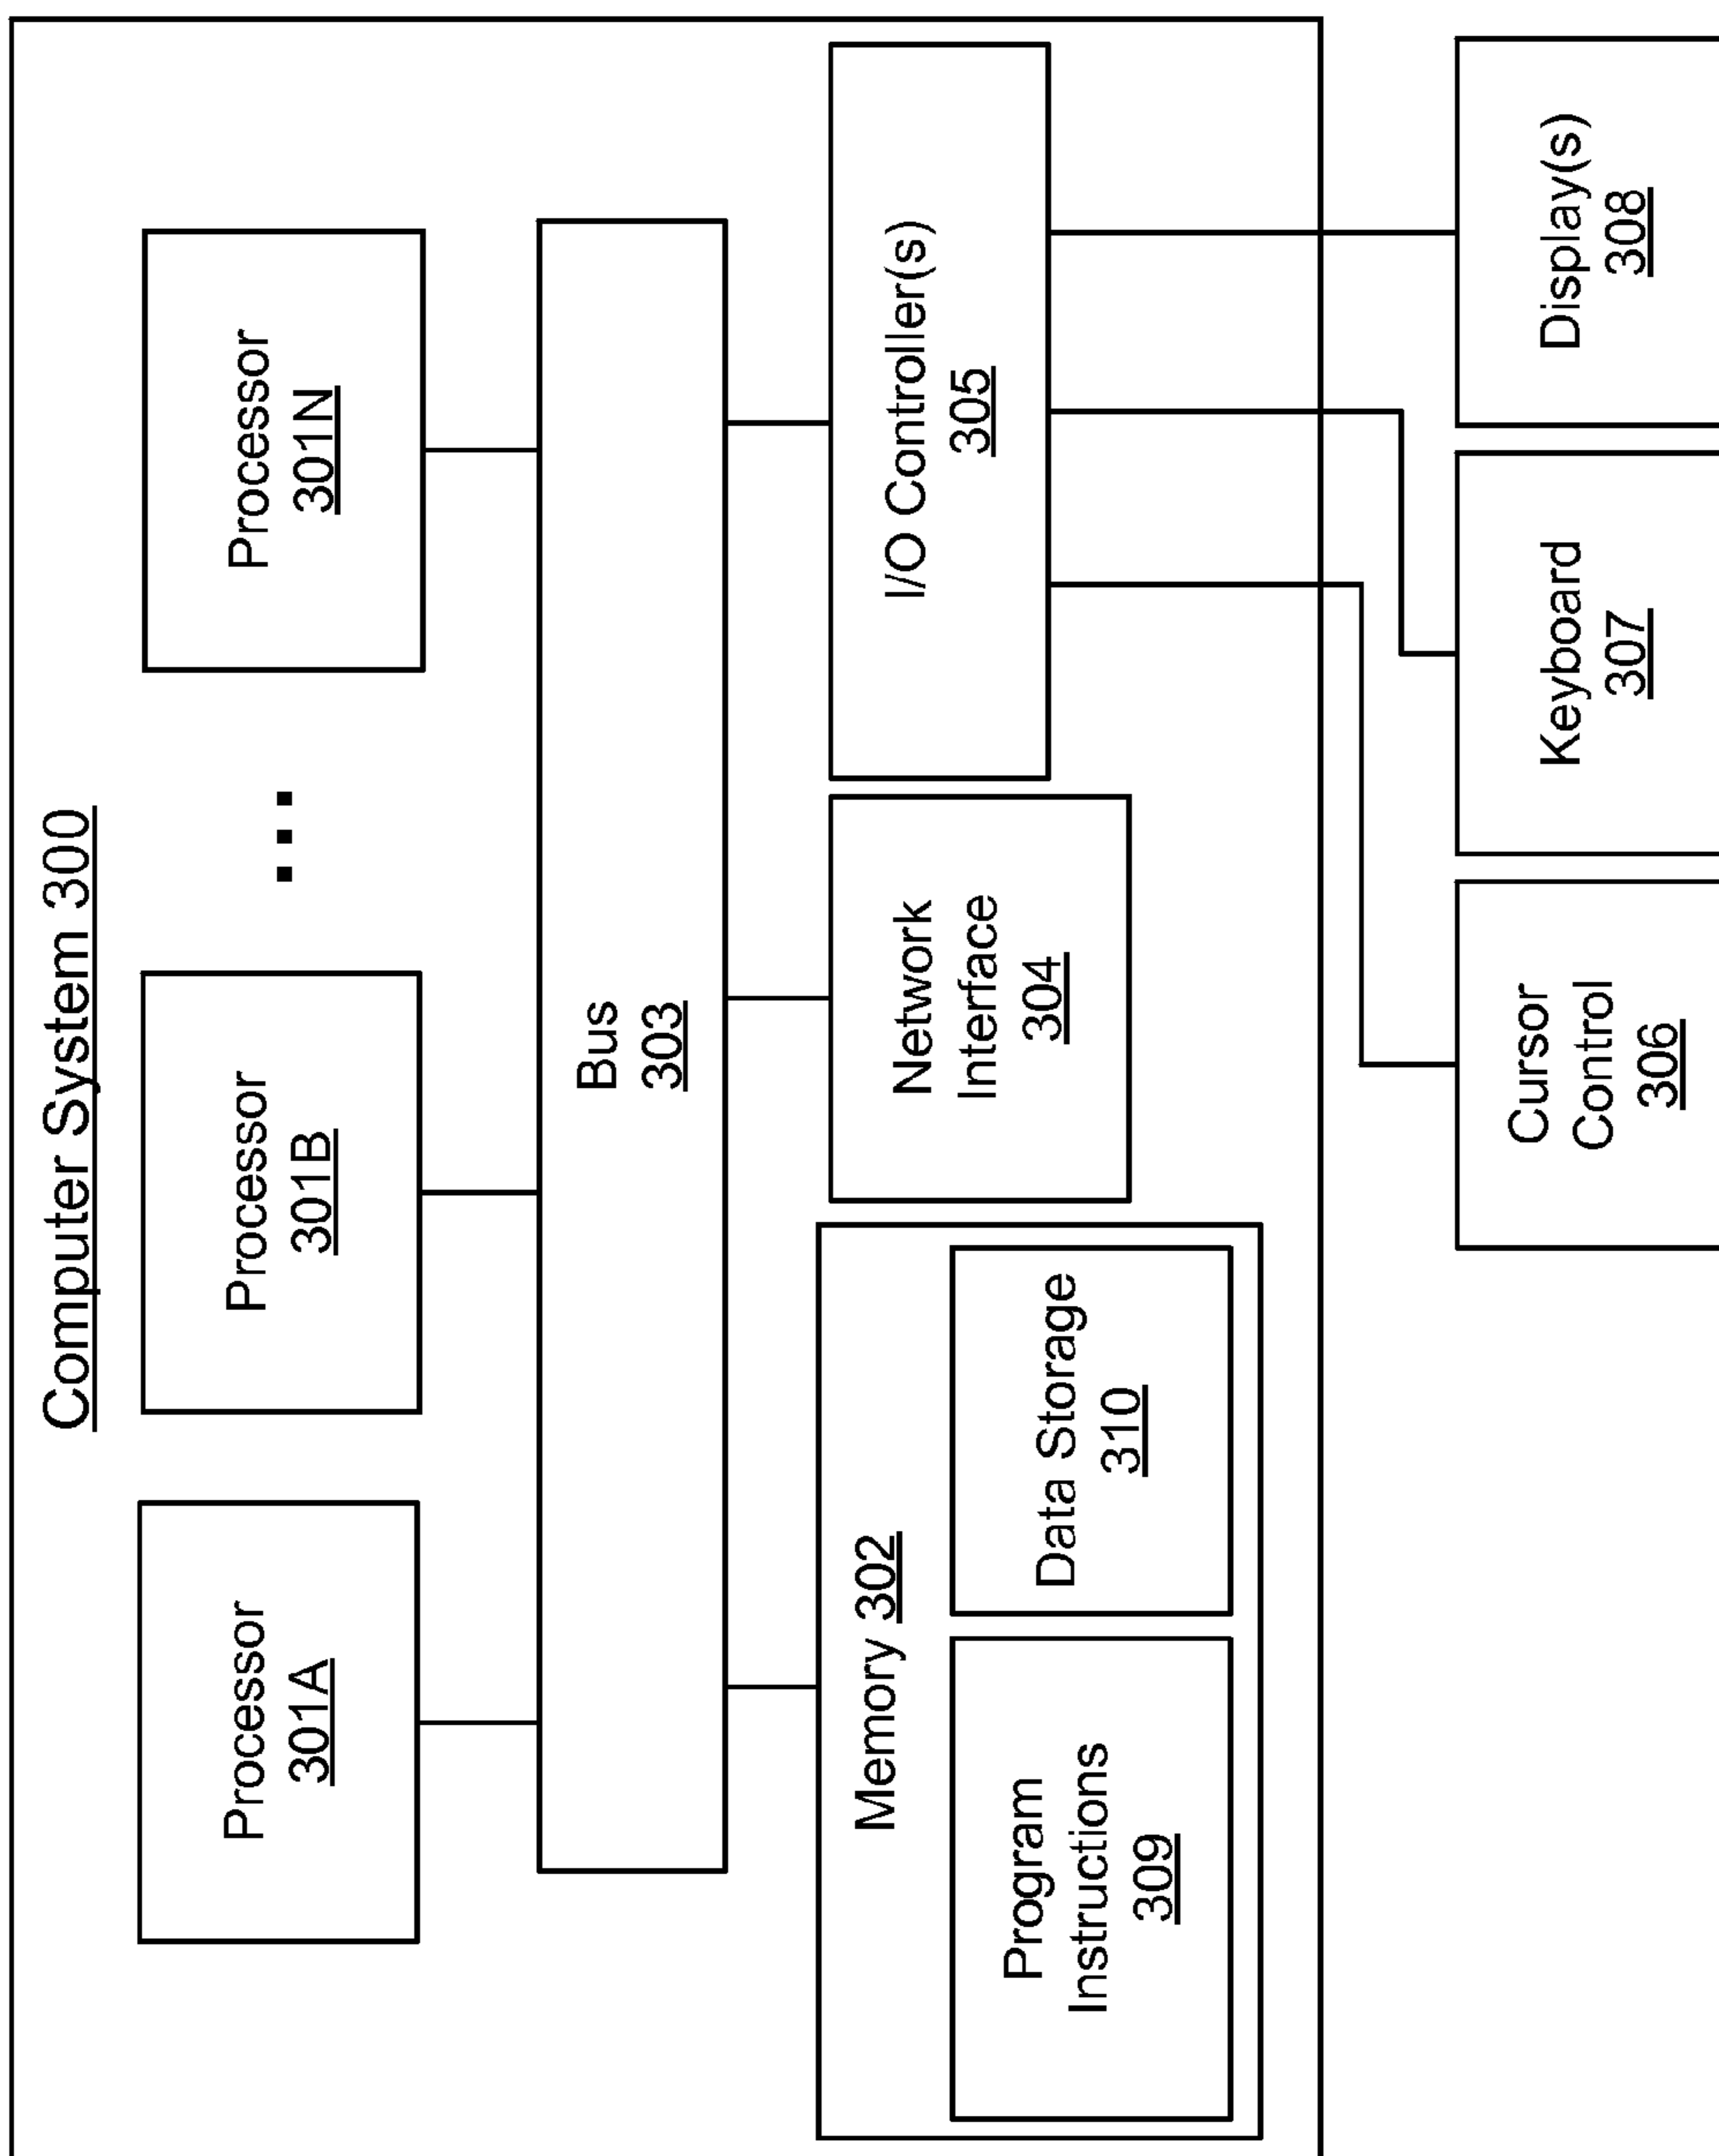 Computer System 300
Processor
301A
Processor
301B
...
Processor
301N
Bus
303
Memory 302
Program
Instructions
309
Data Storage
310
Network
Interface
304
I/O Controller(s)
305
Cursor
Control
306
Keyboard
307
Display(s)
308